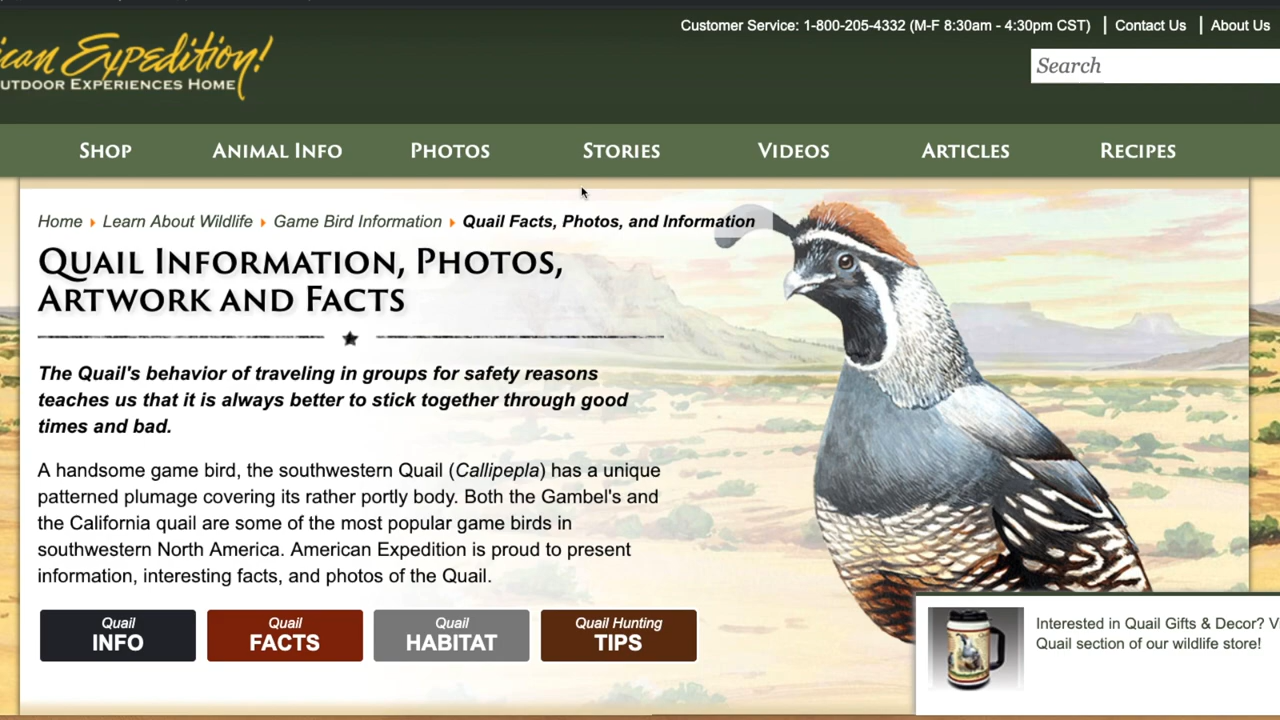 Customer Service: 1-800-205-4332 (M-F 8:30am - 4:30pm CST) | Contact Us | About Us
ican Expedition!
UTDOOR EXPERIENCES HOME
Search
SHOP ANIMAL INFO PHOTOS STORIES VIDEOS ARTICLES RECIPES
Home Learn About Wildlife Game Bird Information Quail Facts, Photos, and Information
QUAIL INFORMATION, PHOTOS,
ARTWORK AND FACTS
The Quail's behavior of traveling in groups for safety reasons
teaches us that it is always better to stick together through good
times and bad.
A handsome game bird, the southwestern Quail (Callipepla) has a unique
patterned plumage covering its rather portly body. Both the Gambel's and
the California quail are some of the most popular game birds in
southwestern North America. American Expedition is proud to present
information, interesting facts, and photos of the Quail.
Quail
INFO
Quail
FACTS
Quail
HABITAT
Quail Hunting
TIPS
Interested in Quail Gifts & Decor? V
Quail section of our wildlife store!